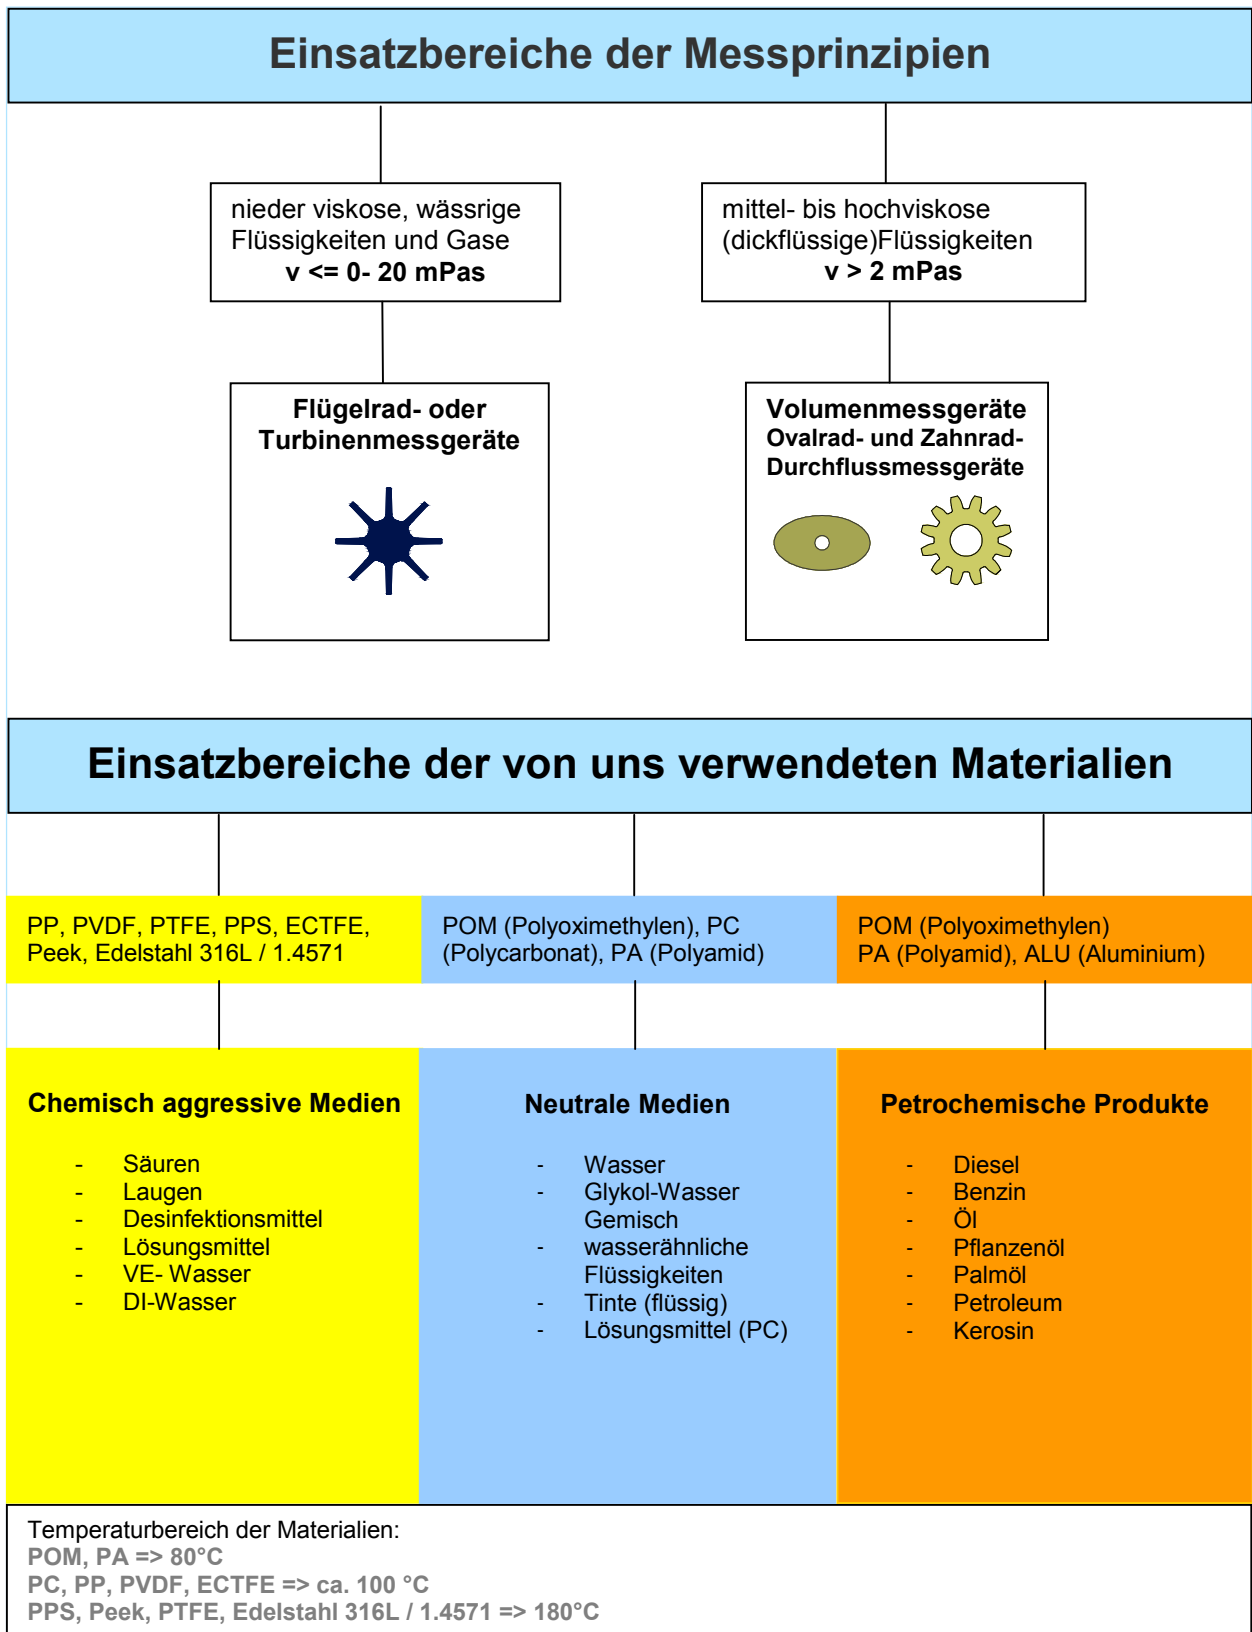 Einsatzbereiche der Messprinzipien
nieder viskose, wässrige
Flüssigkeiten und Gase
v <= 0- 20 mPas
mittel- bis hochviskose
(dickflüssige)Flüssigkeiten
v > 2 mPas
Flügelrad- oder
Turbinenmessgeräte
Volumenmessgeräte
Ovalrad- und Zahnrad-
Durchflussmessgeräte
Einsatzbereiche der von uns verwendeten Materialien
PP, PVDF, PTFE, PPS, ECTFE,
Peek, Edelstahl 316L / 1.4571
POM (Polyoximethylen), PC
(Polycarbonat), PA (Polyamid)
POM (Polyoximethylen)
PA (Polyamid), ALU (Aluminium)
Chemisch aggressive Medien
- Säuren
- Laugen
- Desinfektionsmittel
- Lösungsmittel
- VE- Wasser
- DI-Wasser
Neutrale Medien
- Wasser
- Glykol-Wasser
Gemisch
- wasserähnliche
Flüssigkeiten
- Tinte (flüssig)
- Lösungsmittel (PC)
Petrochemische Produkte
- Diesel
- Benzin
- Öl
- Pflanzenöl
- Palmöl
- Petroleum
- Kerosin
Temperaturbereich der Materialien:
POM, PA => 80°C
PC, PP, PVDF, ECTFE => ca. 100 °C
PPS, Peek, PTFE, Edelstahl 316L / 1.4571 => 180°C